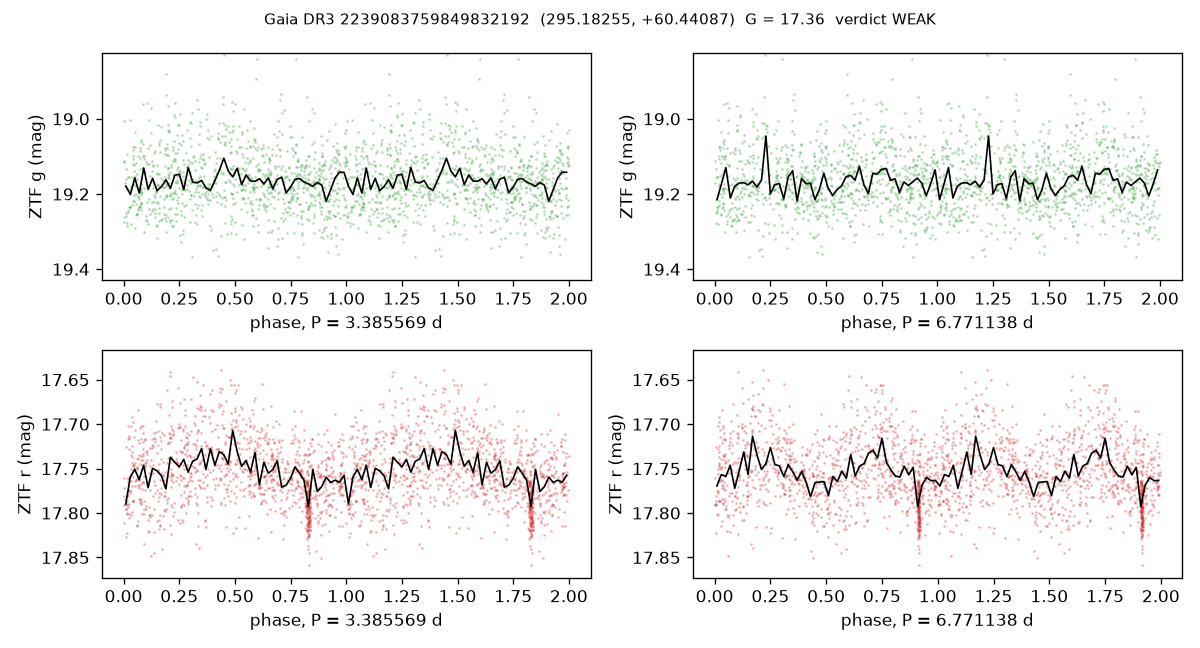 Gaia DR3 2239083759849832192 (295.18255, +60.44087) G = 17.36 verdict WEAK
ZTF g (mag)
19.0
19.2
19.4
0.00 0.25 0.50 0.75 1.00 1.25 1.50 1.75 2.00
phase, P = 3.385569 d
ZTF g (mag)
19.0
19.2
19.4
0.00 0.25 0.50 0.75 1.00 1.25 1.50 1.75 2.00
phase, P = 6.771138 d
ZTF r (mag)
17.65
17.70
17.75
17.80
17.85
0.00 0.25 0.50 0.75 1.00 1.25 1.50 1.75 2.00
phase, P = 3.385569 d
ZTF r (mag)
17.65
17.70
17.75
17.80
17.85
0.00 0.25 0.50 0.75 1.00 1.25 1.50 1.75 2.00
phase, P = 6.771138 d